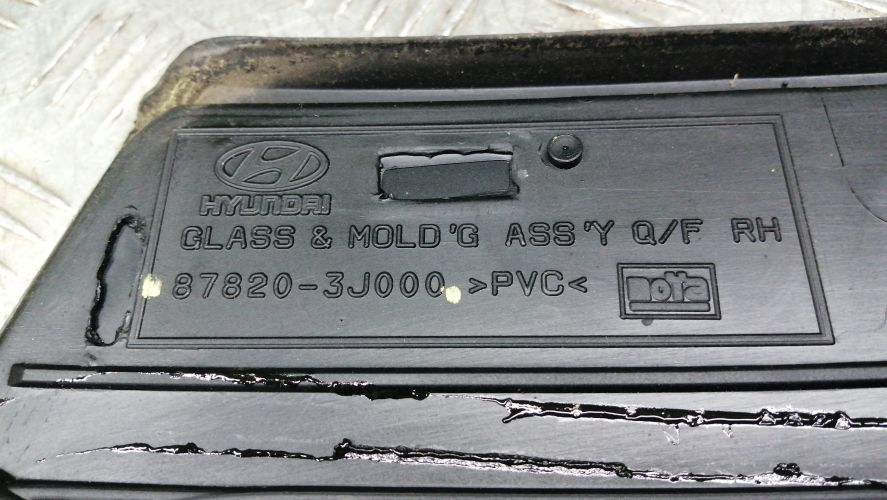 HYUNDAI
GLASS & MOLD'G ASS'Y Q/F RH
87820-3J000 >PVC<